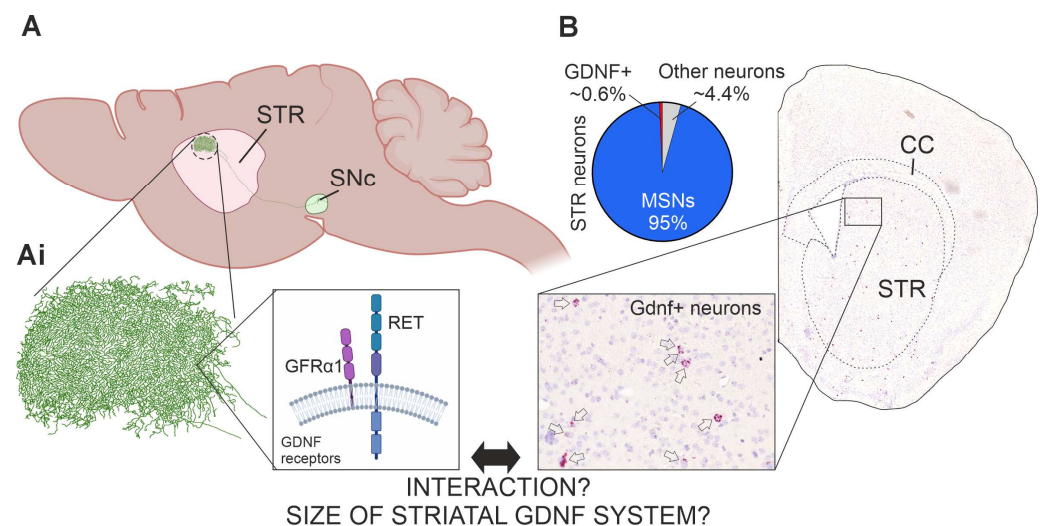 A
STR
SNc
Ai
GFRα1
RET
GDNF
receptors
B
GDNF+
~0.6%
Other neurons
~4.4%
STR neurons
MSNs
95%
CC
STR
Gdnf+ neurons
INTERACTION?
SIZE OF STRIATAL GDNF SYSTEM?